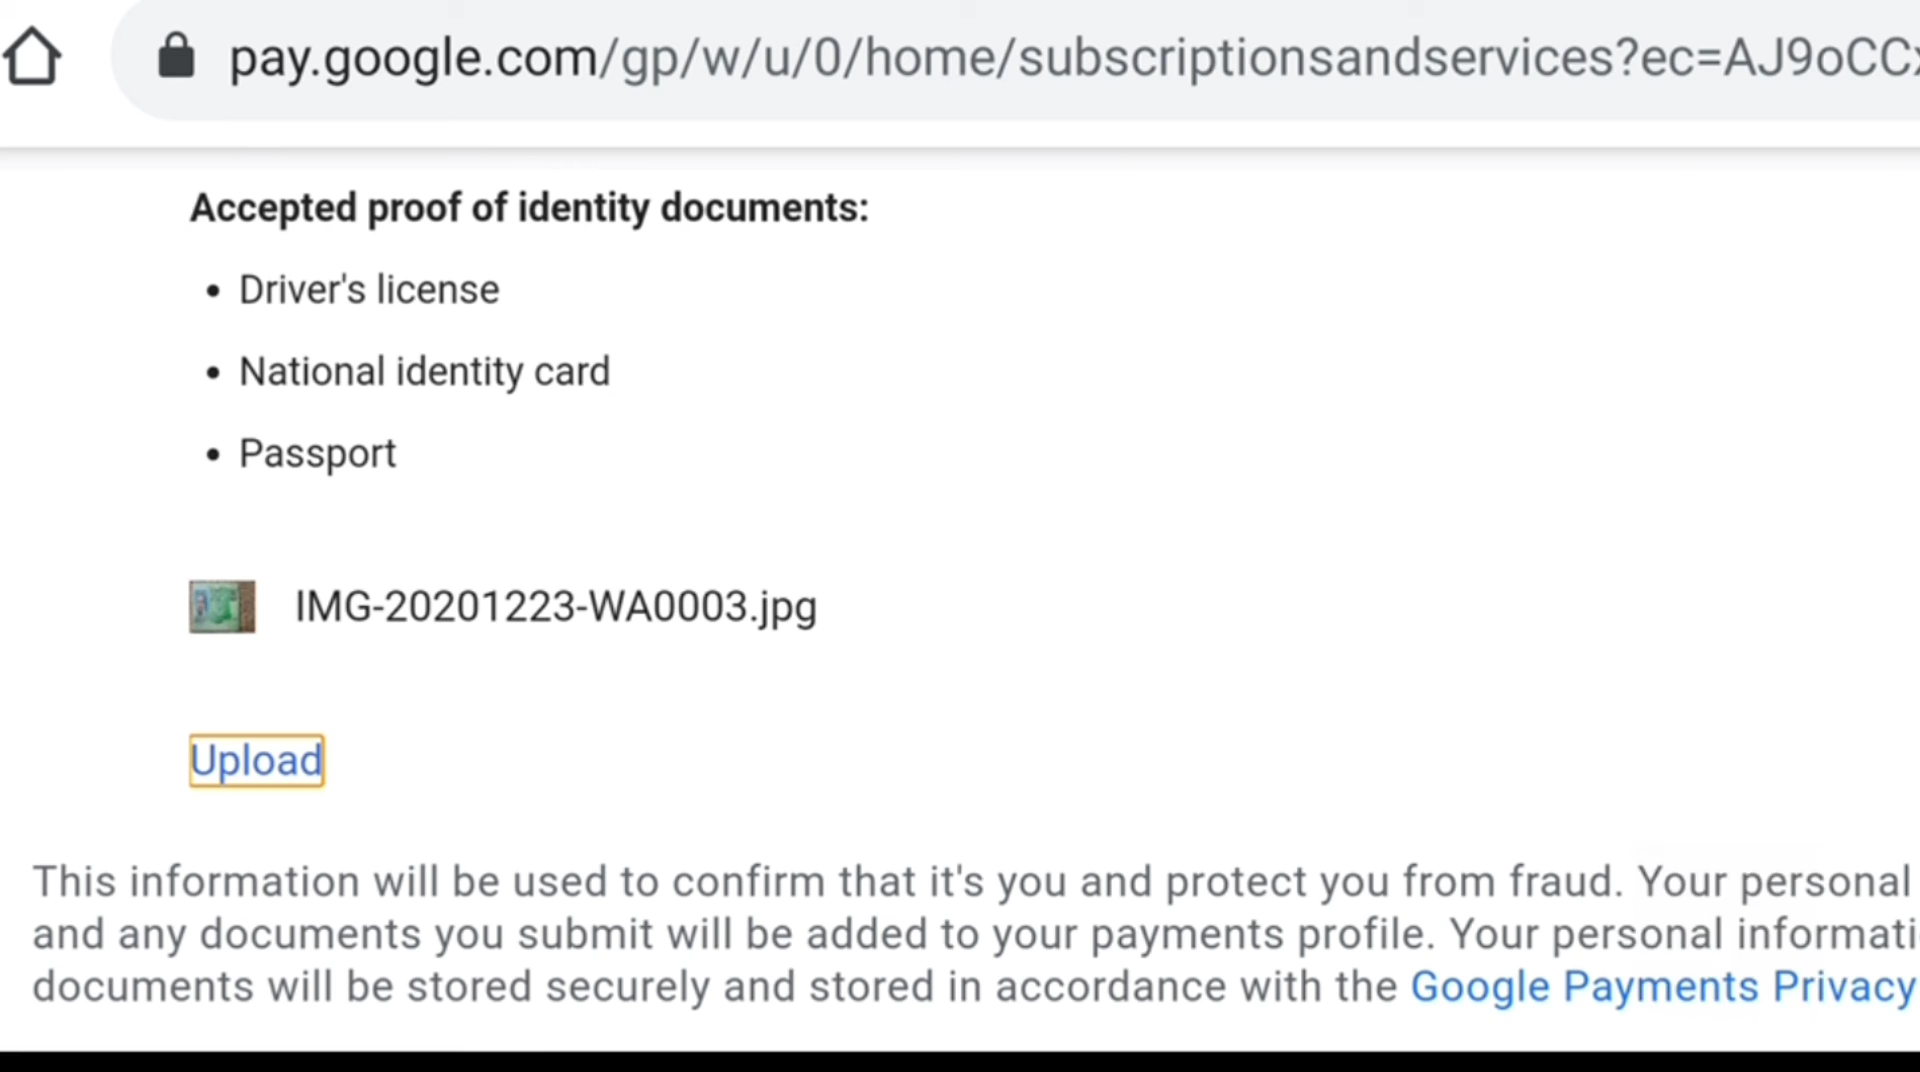 pay.google.com/gp/w/u/0/home/subscriptionsandservices?ec=AJ9oCC
Accepted proof of identity documents:
• Driver's license
• National identity card
• Passport
IMG-20201223-WA0003.jpg
Upload
This information will be used to confirm that it's you and protect you from fraud. Your personal
and any documents you submit will be added to your payments profile. Your personal informati
documents will be stored securely and stored in accordance with the Google Payments Privacy